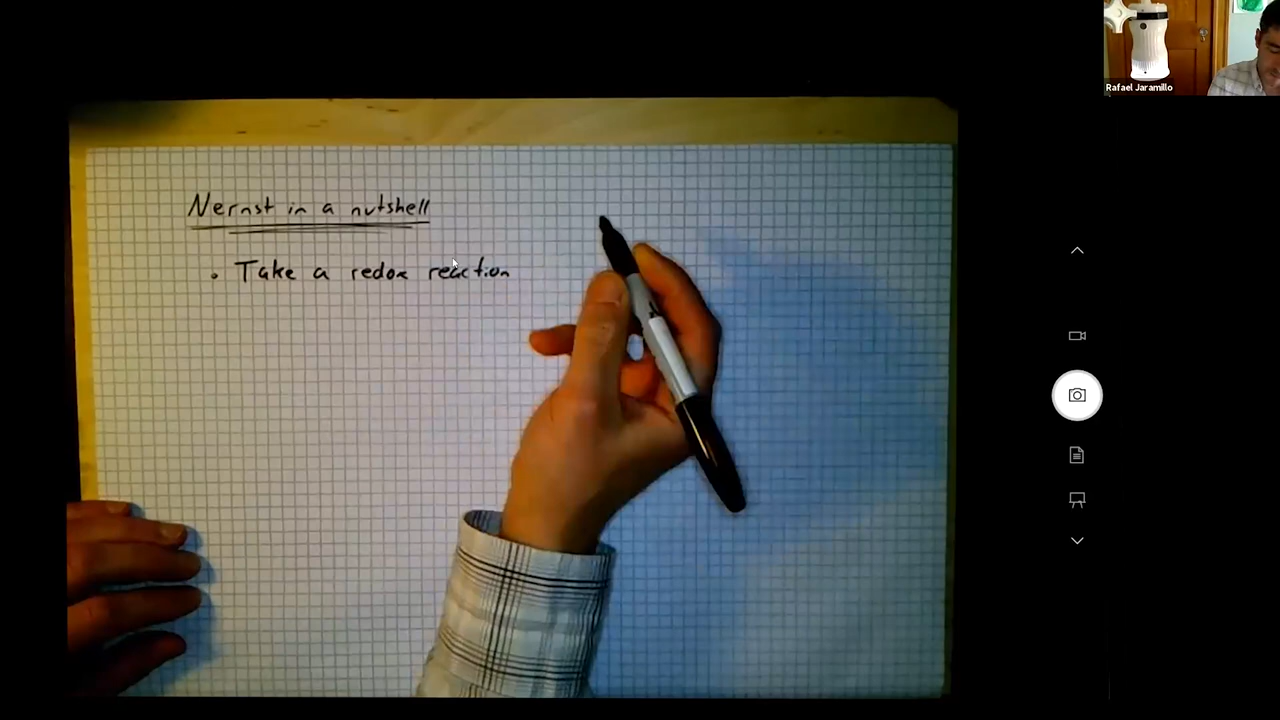 Rafael Jaramillo
Nernst in a nutshell
• Take a redox reaction